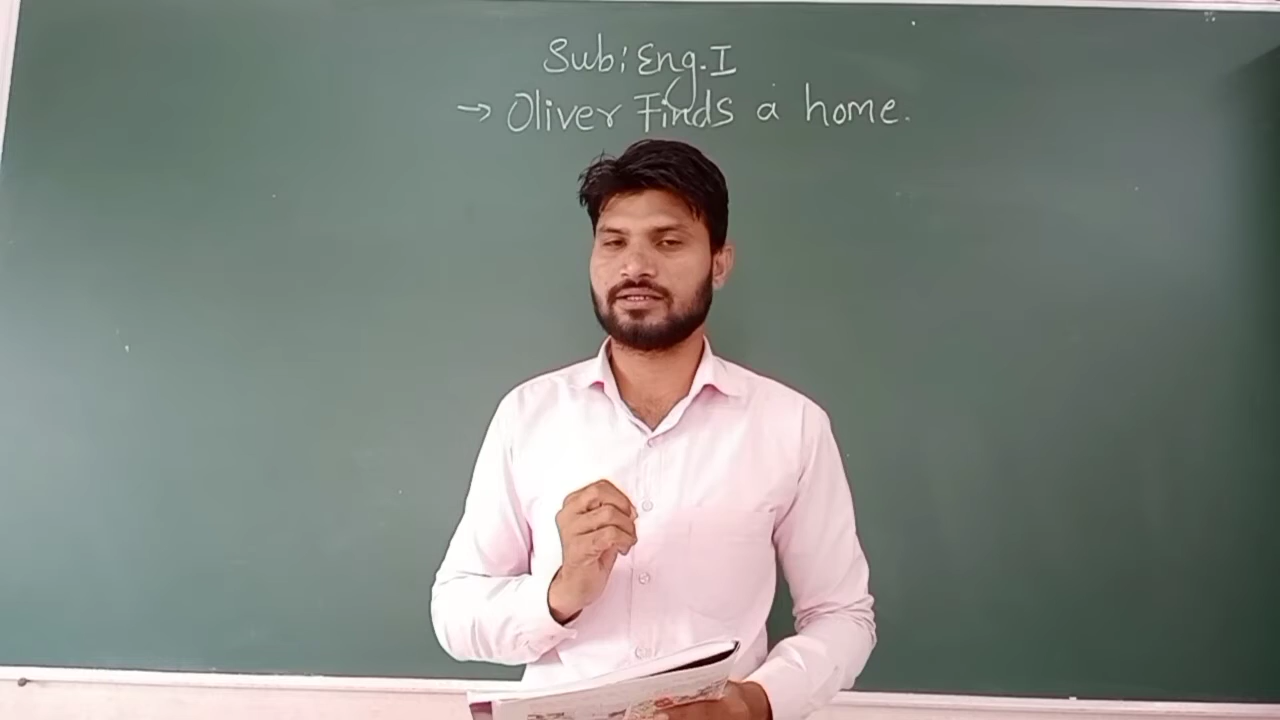 Sub: Eng. I
→ Oliver Finds a home.